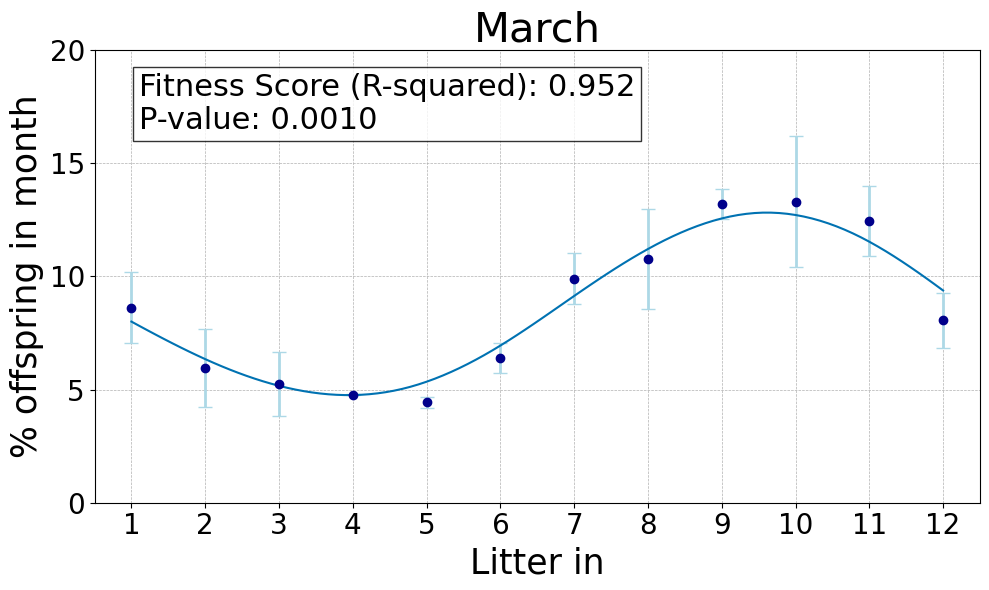 March
Fitness Score (R-squared): 0.952
P-value: 0.0010
% offspring in month
20
15
10
5
0
1 2 3 4 5 6 7 8 9 10 11 12
Litter in